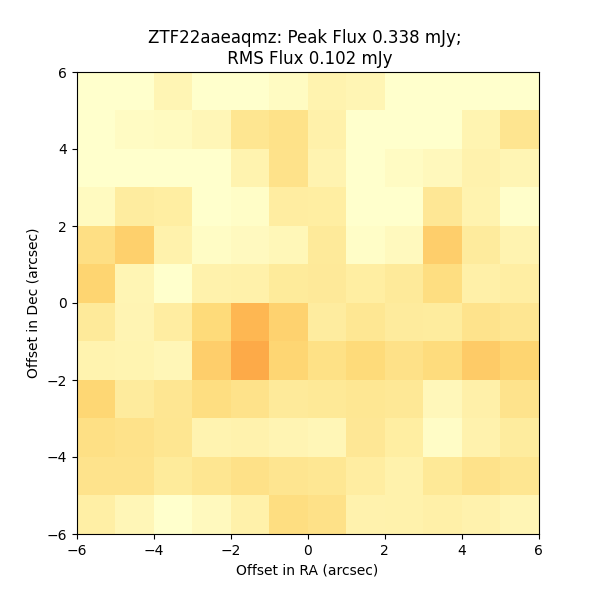 ZTF22aaeaqmz: Peak Flux 0.338 mJy;
RMS Flux 0.102 mJy
6
4
2
0
−2
−4
−6
Offset in Dec (arcsec)
−6 −4 −2 0 2 4 6
Offset in RA (arcsec)